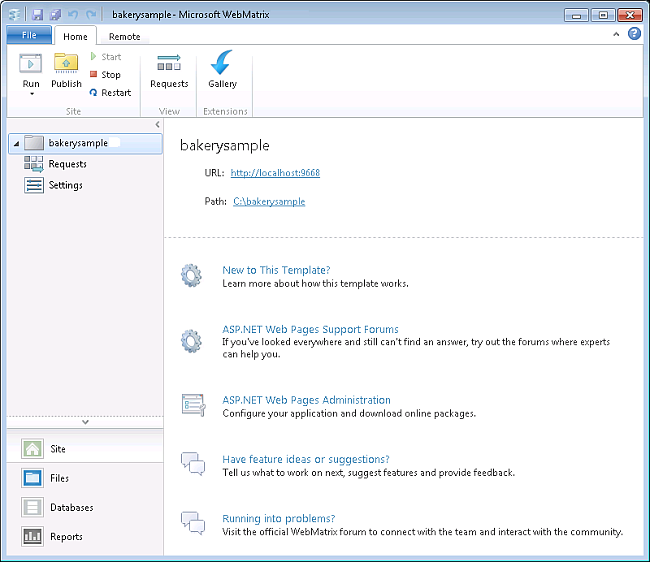 bakerysample - Microsoft WebMatrix
File Home Remote
Run Publish Start Stop Restart Requests Gallery
Site View Extensions
bakerysample
Requests
Settings
bakerysample
URL: http://localhost:9668
Path: C:\bakerysample
New to This Template?
Learn more about how this template works.
ASP.NET Web Pages Support Forums
If you've looked everywhere and still can't find an answer, try out the forums where experts
can help you.
ASP.NET Web Pages Administration
Configure your application and download online packages.
Have feature ideas or suggestions?
Tell us what to work on next, suggest features and provide feedback.
Running into problems?
Visit the official WebMatrix forum to connect with the team and interact with the community.
Site
Files
Databases
Reports